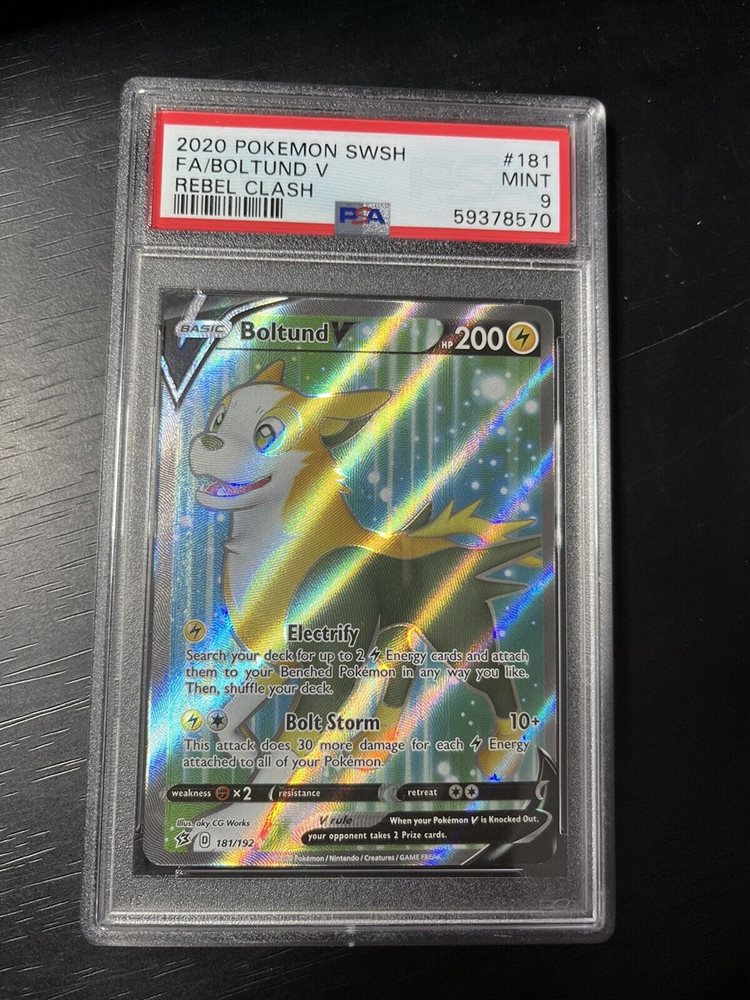 2020 POKEMON SWSH #181
FA/BOLTUND V MINT
REBEL CLASH 9
PSA 59378570
BASIC Boltund V HP 200
Electrify
Search your deck for up to 2 Energy cards and attach
them to your Benched Pokémon in any way you like.
Then, shuffle your deck.
Bolt Storm 10+
This attack does 30 more damage for each Energy
attached to all of your Pokémon.
weakness ×2 resistance retreat
Illus. aky CG Works V rule When your Pokémon V is Knocked Out,
your opponent takes 2 Prize cards.
D 181/192
Pokémon / Nintendo / Creatures / GAME FREAK